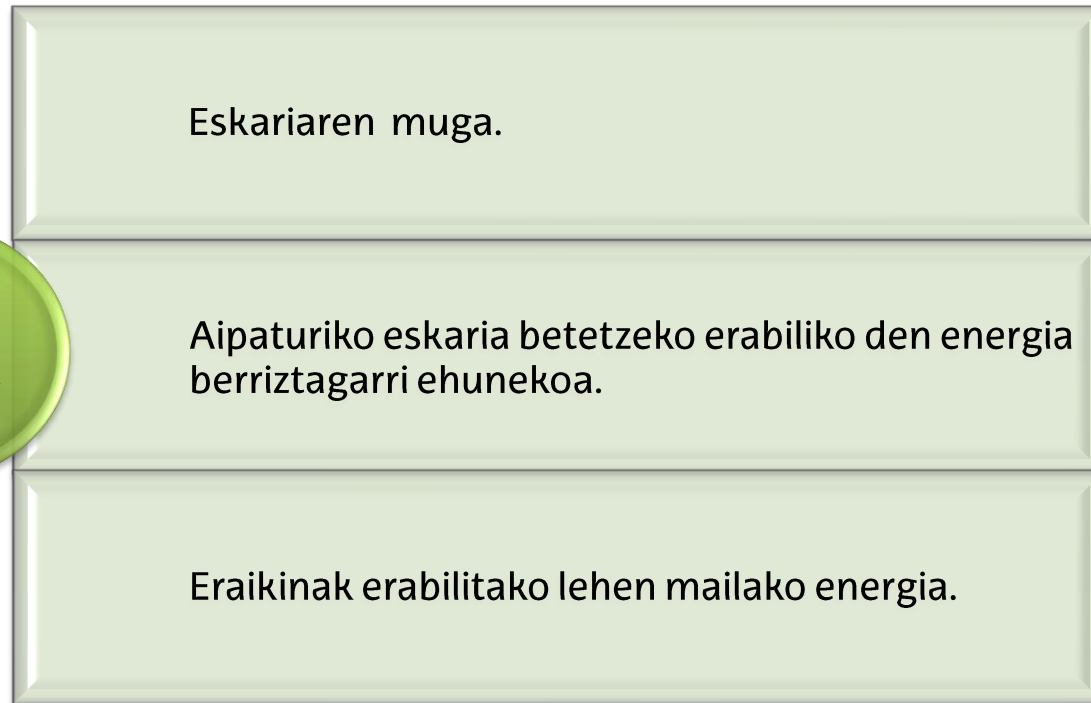 Eskariaren muga.
Aipaturiko eskaria betetzeko erabiliko den energia
berriztagarri ehunekoa.
Eraikinak erabilitako lehen mailako energia.